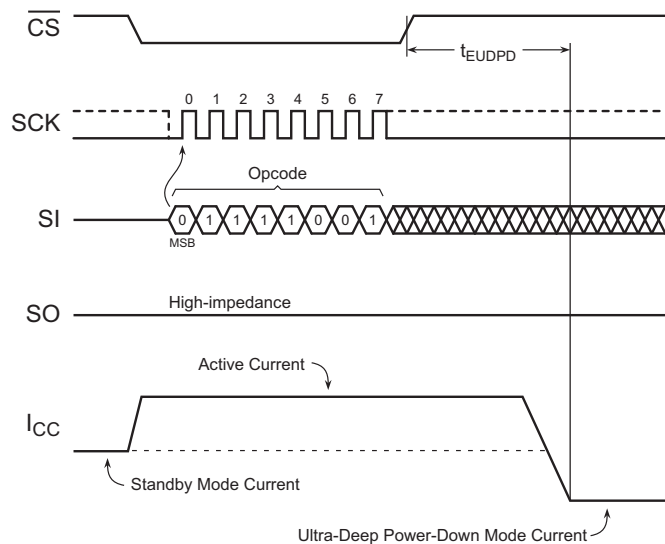 CS
tEUDPD
0 1 2 3 4 5 6 7
SCK
Opcode
SI
0 1 1 1 1 0 0 1
MSB
High-impedance
SO
Active Current
ICC
Standby Mode Current
Ultra-Deep Power-Down Mode Current